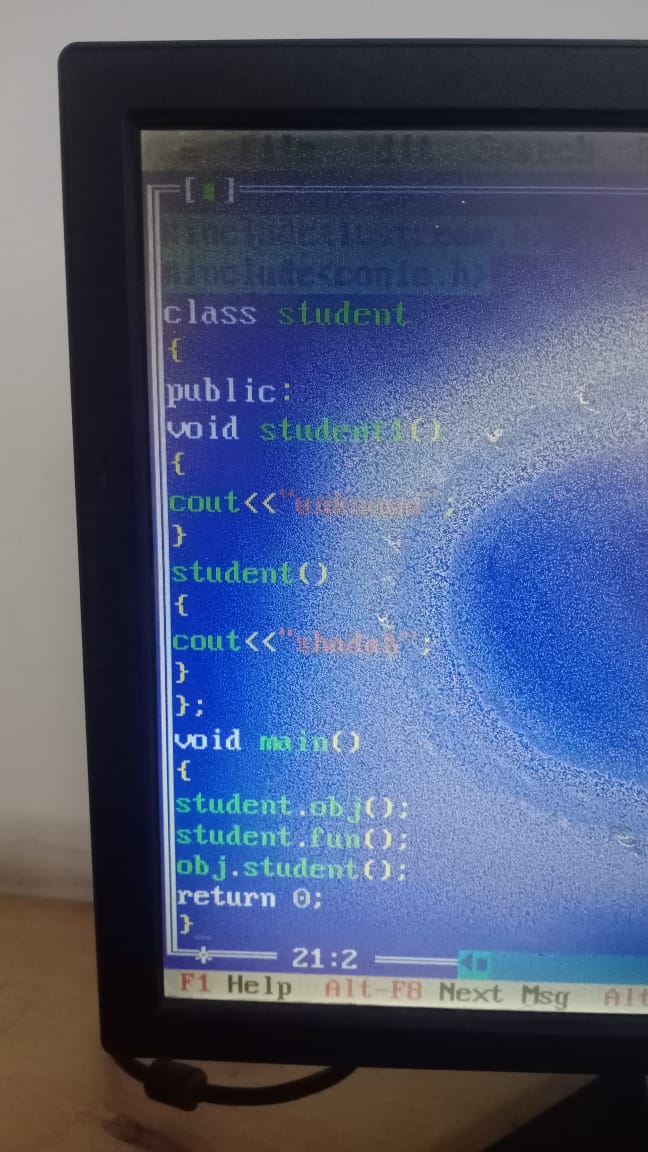 File Edit Search
[ ]
#include<iostream.h>
#include<conio.h>
class student
{
public:
void student1()
{
cout<<"unknown";
}
student()
{
cout<<"shadab";
}
};
void main()
{
student.obj();
student.fun();
obj.student();
return 0;
}
21:2
F1 Help Alt-F8 Next Msg Alt